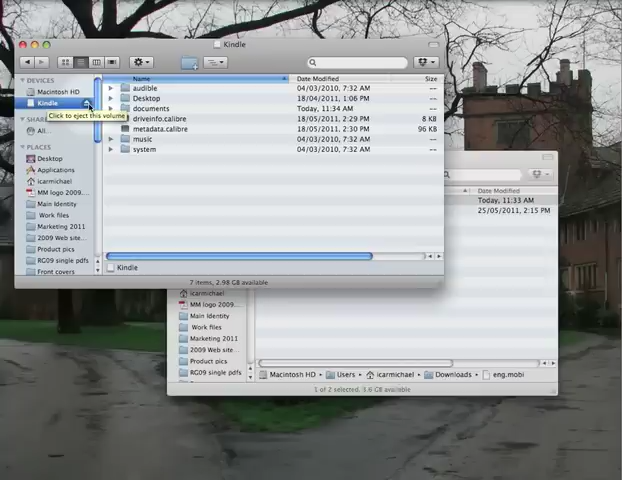 Kindle
DEVICES
Macintosh HD
Kindle
Click to eject this volume
SHAR
All...
PLACES
Desktop
Applications
icarmichael
MM logo 2009....
Main Identity
Work files
Marketing 2011
2009 Web site...
Product pics
RG09 single pdfs
Front covers
Name Date Modified Size
audible 04/03/2010, 7:32 AM --
Desktop 18/04/2011, 1:06 PM --
documents Today, 11:34 AM --
driveinfo.calibre 18/05/2011, 2:29 PM 8 KB
metadata.calibre 18/05/2011, 2:30 PM 96 KB
music 04/03/2010, 7:32 AM --
system 04/03/2010, 7:32 AM --
Kindle
7 items, 2.98 GB available
Date Modified
Today, 11:33 AM
25/05/2011, 2:15 PM
icarmichael
MM logo 2009....
Main Identity
Work files
Marketing 2011
2009 Web site...
Product pics
RG09 single pdfs
Macintosh HD Users icarmichael Downloads eng.mobi
1 of 2 selected, 3.6 GB available